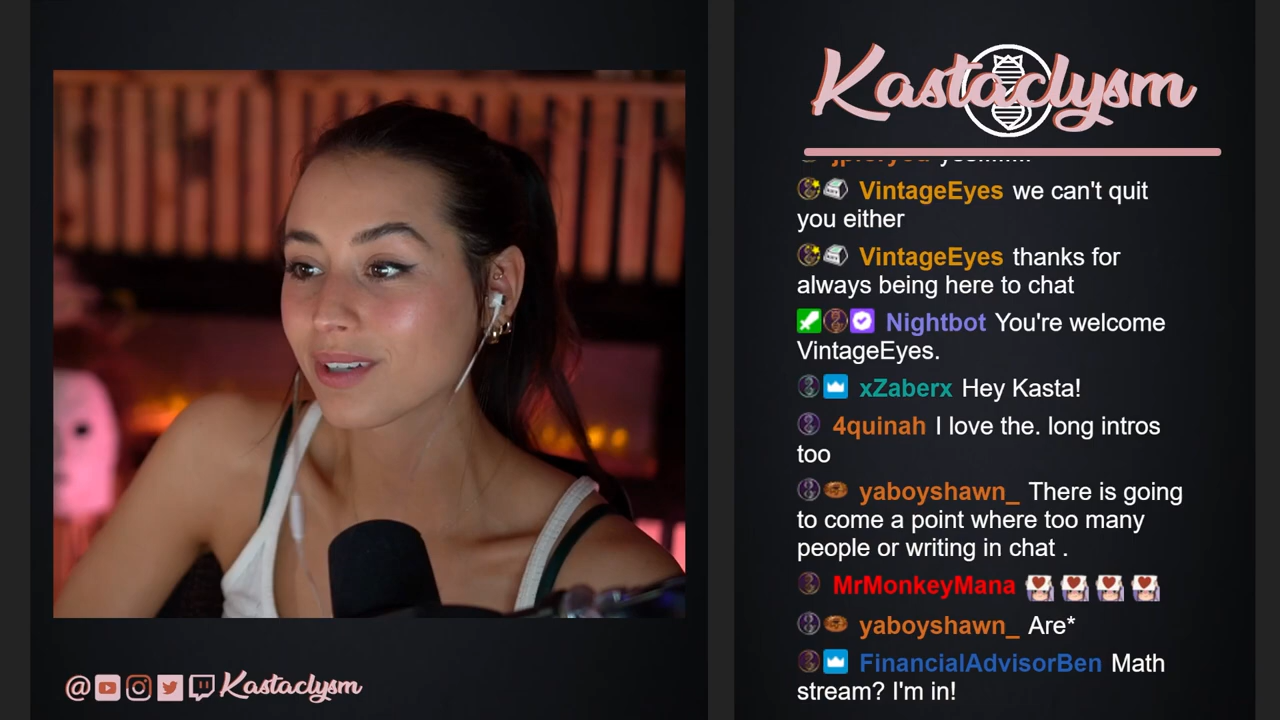 Kastaclysm
VintageEyes we can't quit
you either
VintageEyes thanks for
always being here to chat
Nightbot You're welcome
VintageEyes.
xZaberx Hey Kasta!
4quinah I love the. long intros
too
yaboyshawn_ There is going
to come a point where too many
people or writing in chat .
MrMonkeyMana
yaboyshawn_ Are*
FinancialAdvisorBen Math
stream? I'm in!
@ Kastaclysm